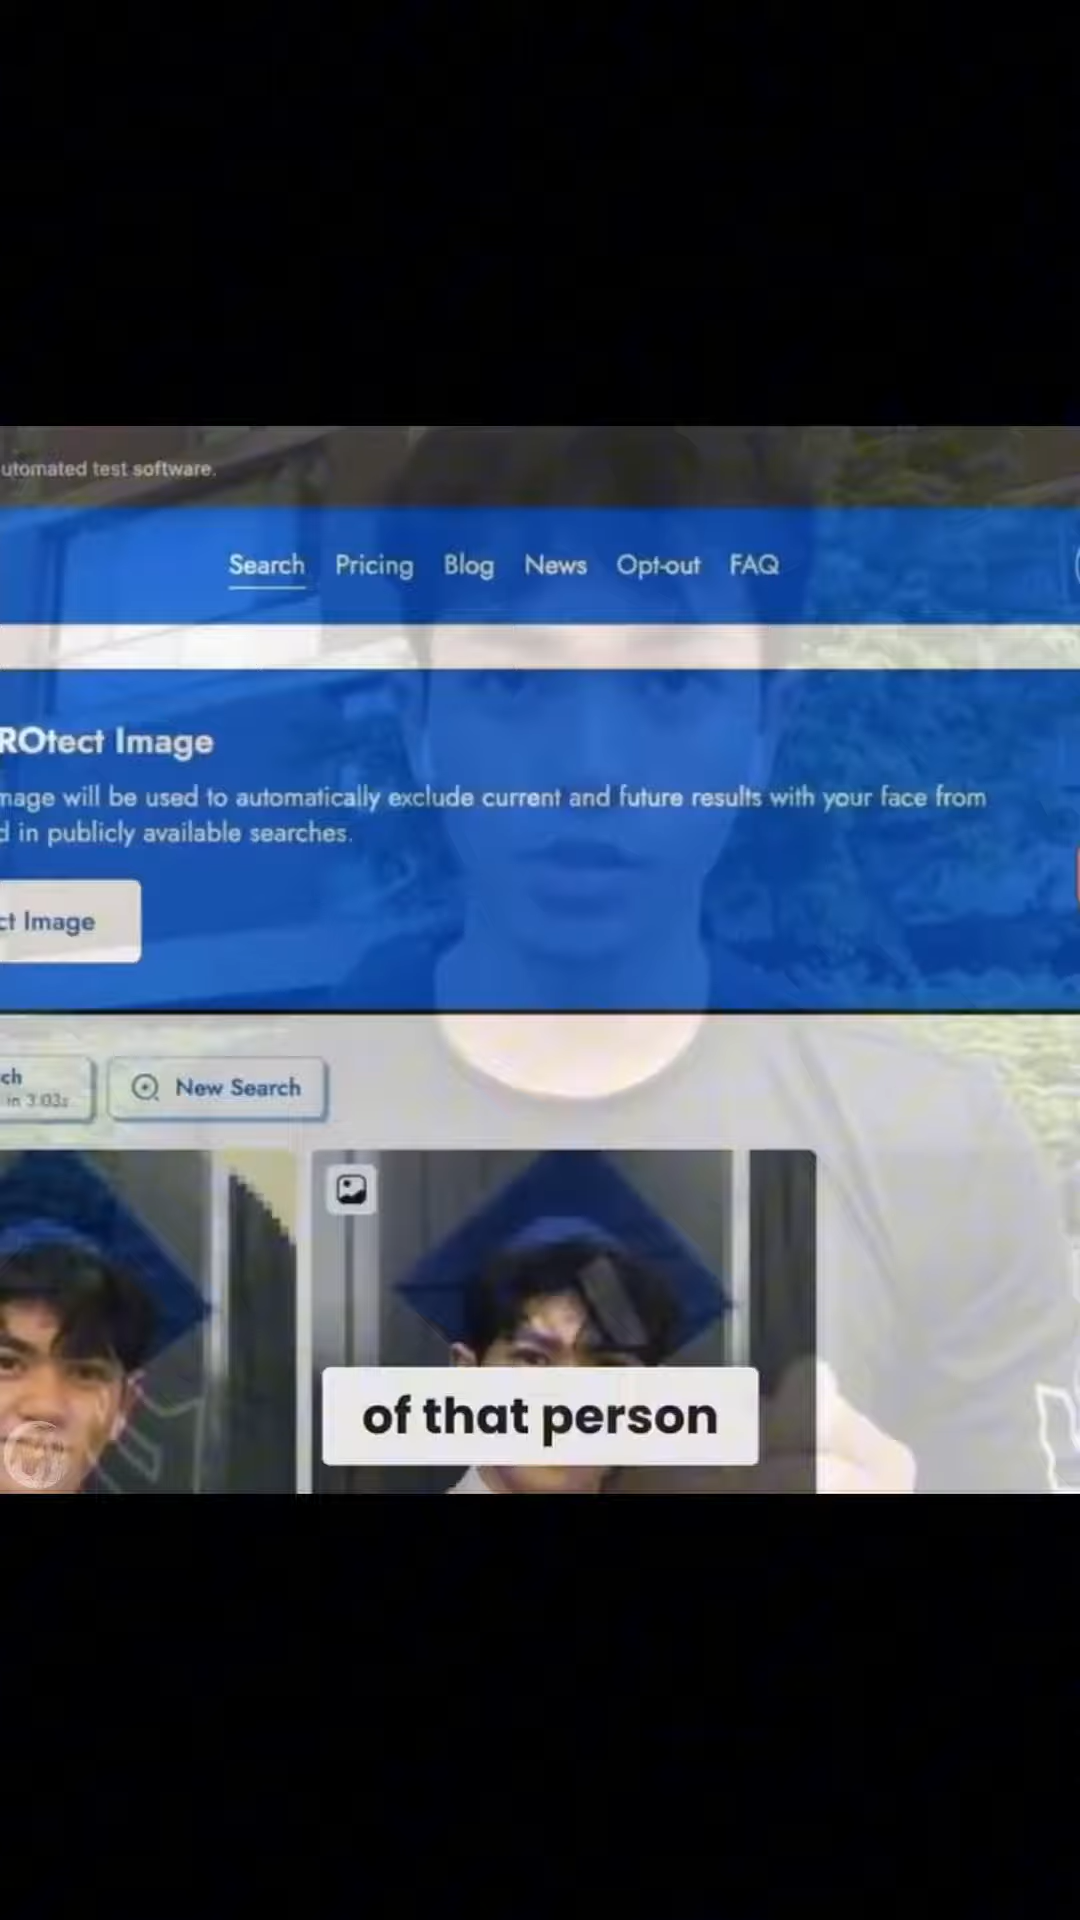 utomated test software.
Search Pricing Blog News Opt-out FAQ
ROtect Image
mage will be used to automatically exclude current and future results with your face from
d in publicly available searches.
ct Image
ch
in 3:03s
New Search
of that person